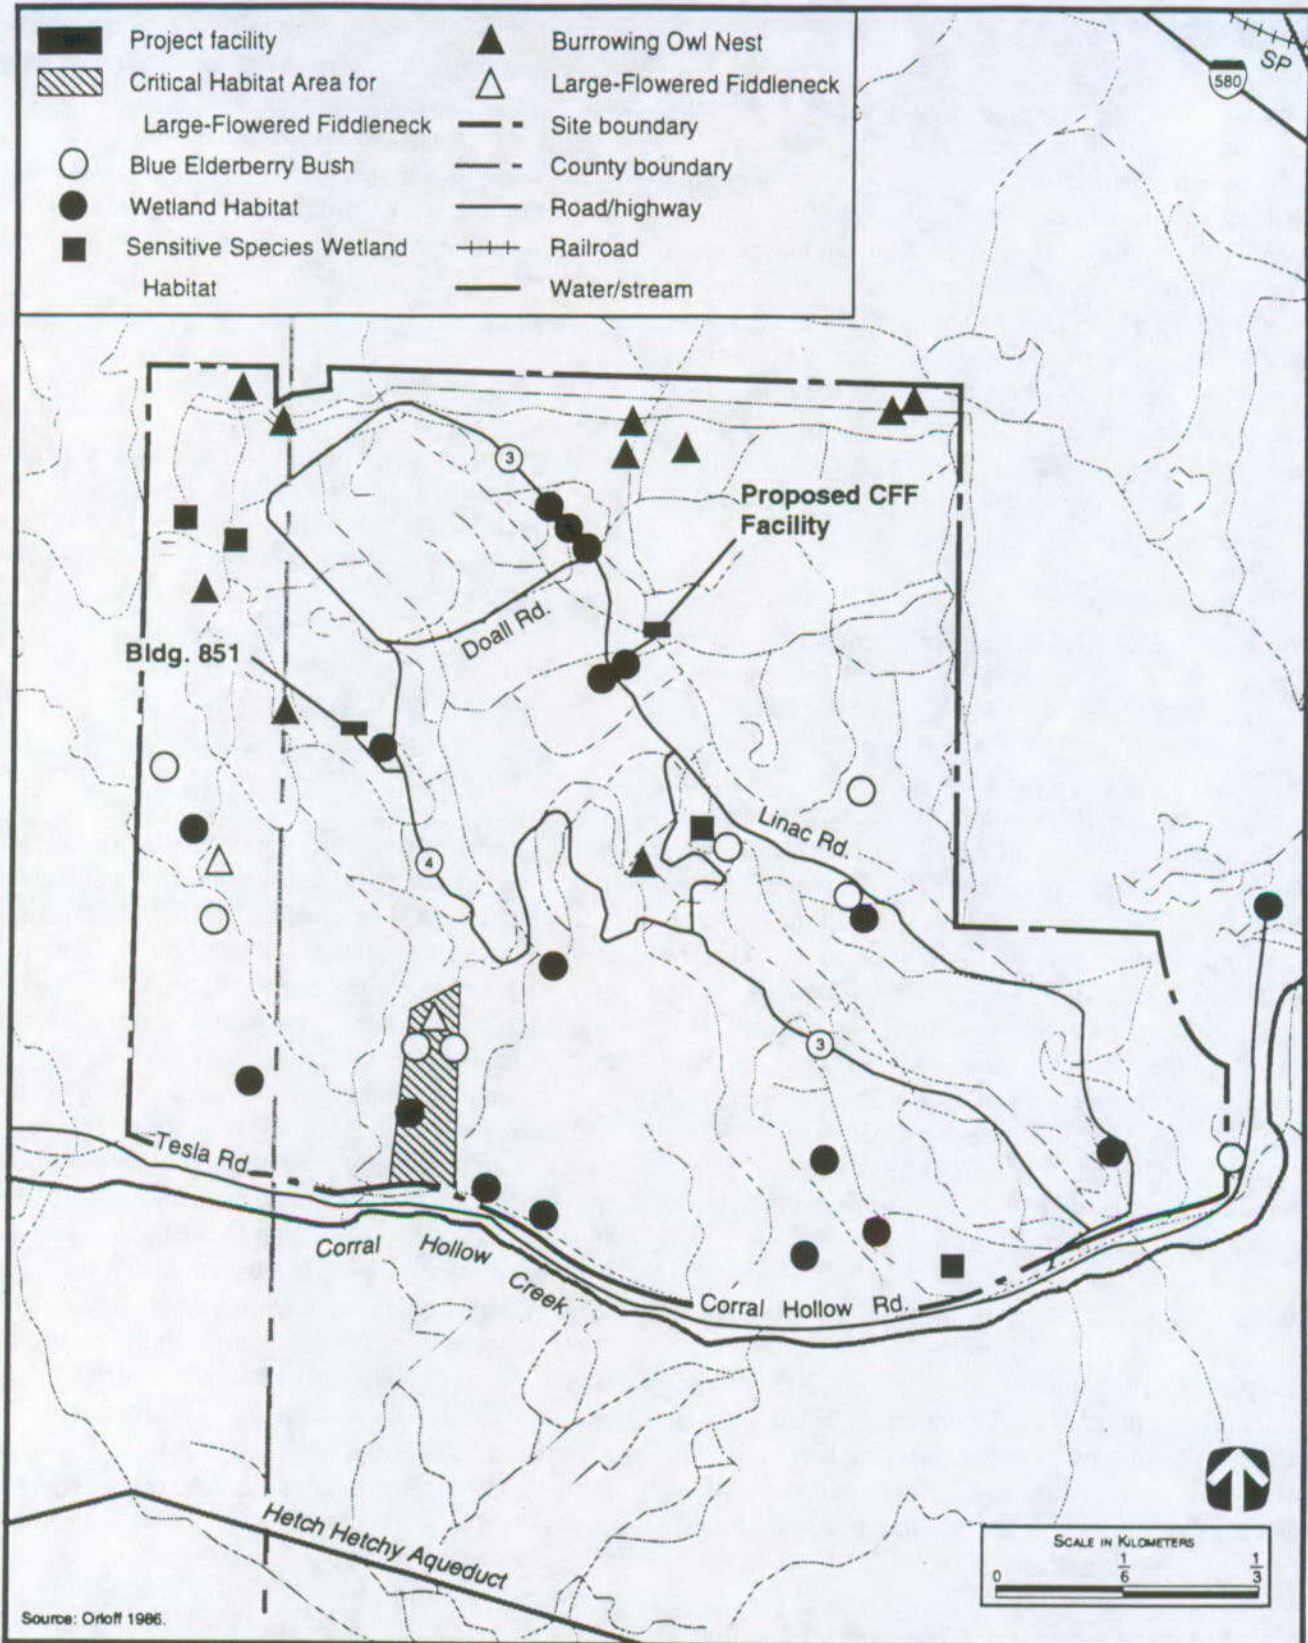 Project facility
Critical Habitat Area for
Large-Flowered Fiddleneck
Blue Elderberry Bush
Wetland Habitat
Sensitive Species Wetland
Habitat
Burrowing Owl Nest
Large-Flowered Fiddleneck
Site boundary
County boundary
Road/highway
Railroad
Water/stream
580
SP
3
Proposed CFF
Facility
Doall Rd.
Bldg. 851
Linac Rd.
4
3
Tesla Rd
Corral Hollow Creek
Corral Hollow Rd.
Hetch Hetchy Aqueduct
SCALE IN KILOMETERS
0 1/6 1/3
Source: Orloff 1986.